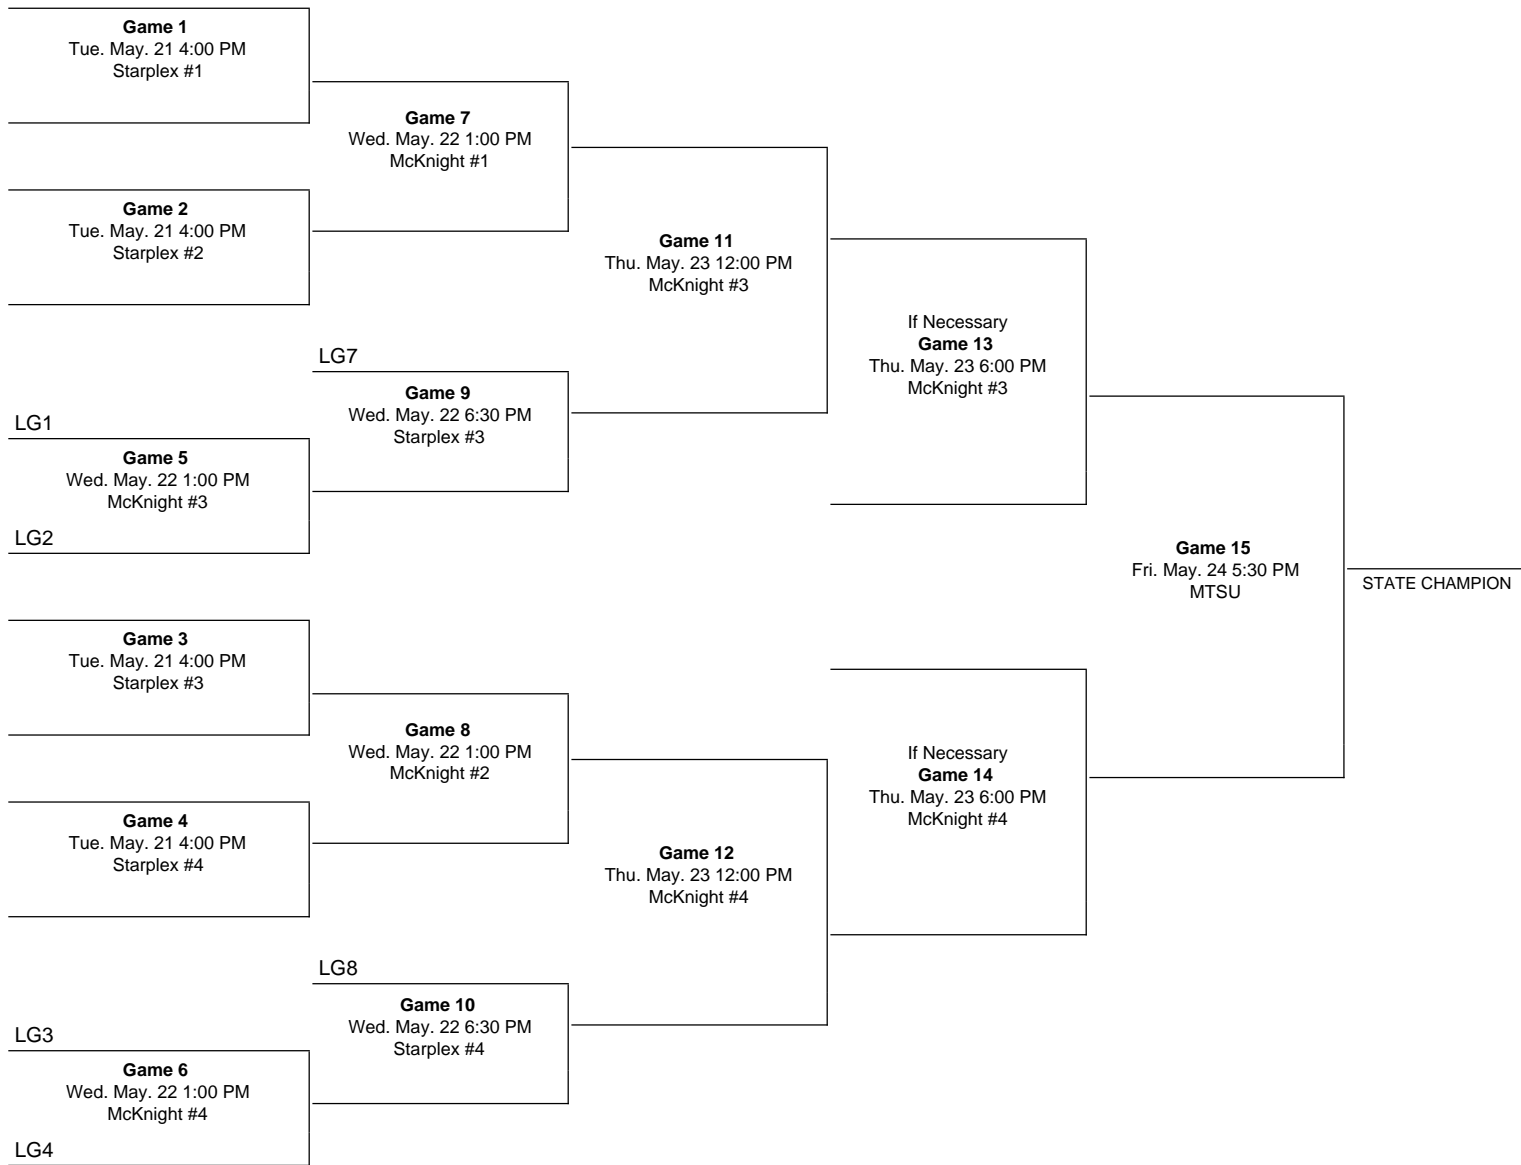 Game 1
Tue. May. 21 4:00 PM
Starplex #1
Game 7
Wed. May. 22 1:00 PM
McKnight #1
Game 2
Tue. May. 21 4:00 PM
Starplex #2
Game 11
Thu. May. 23 12:00 PM
McKnight #3
If Necessary
Game 13
Thu. May. 23 6:00 PM
McKnight #3
LG7
Game 9
Wed. May. 22 6:30 PM
Starplex #3
LG1
Game 5
Wed. May. 22 1:00 PM
McKnight #3
LG2
Game 15
Fri. May. 24 5:30 PM
MTSU
STATE CHAMPION
Game 3
Tue. May. 21 4:00 PM
Starplex #3
Game 8
Wed. May. 22 1:00 PM
McKnight #2
If Necessary
Game 14
Thu. May. 23 6:00 PM
McKnight #4
Game 4
Tue. May. 21 4:00 PM
Starplex #4
Game 12
Thu. May. 23 12:00 PM
McKnight #4
LG8
Game 10
Wed. May. 22 6:30 PM
Starplex #4
LG3
Game 6
Wed. May. 22 1:00 PM
McKnight #4
LG4